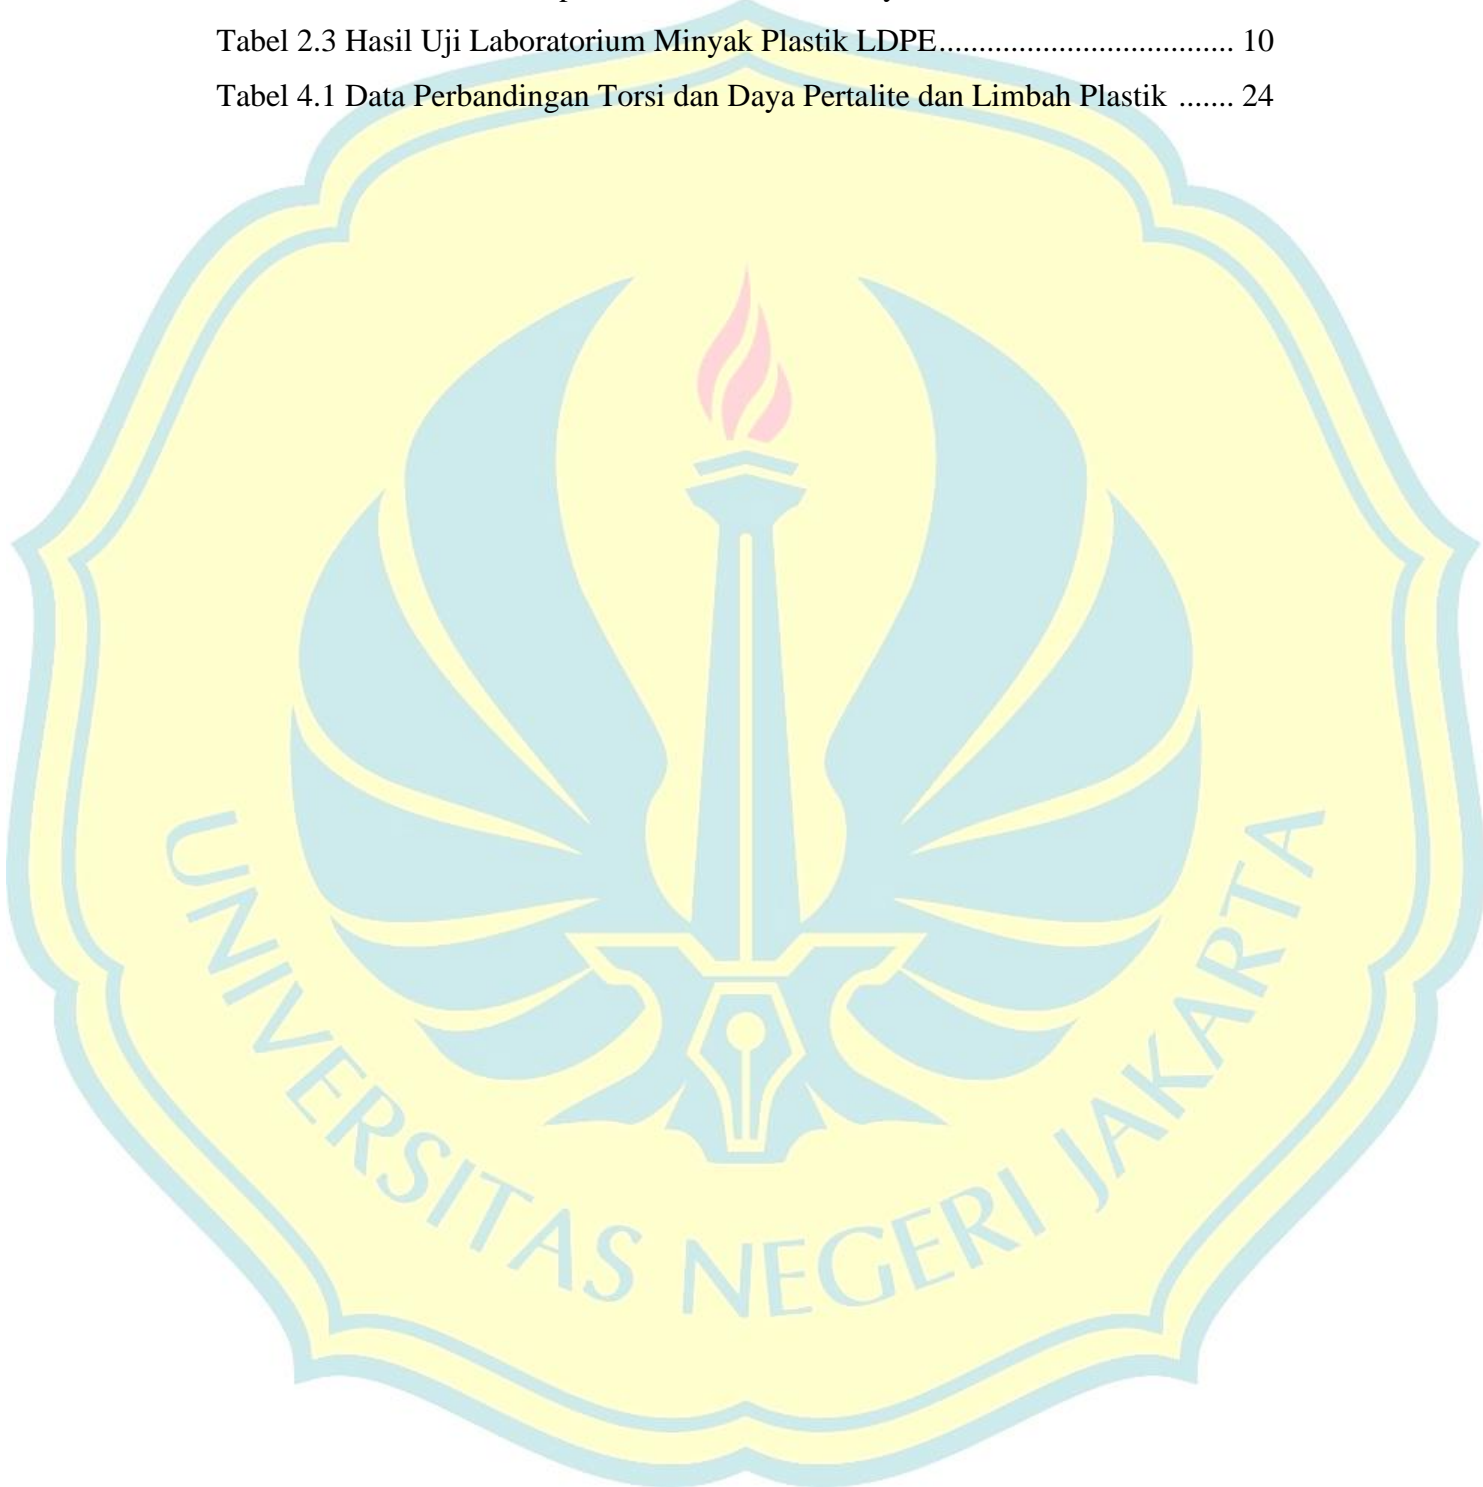 Tabel 2.3 Hasil Uji Laboratorium Minyak Plastik LDPE.................................... 10
Tabel 4.1 Data Perbandingan Torsi dan Daya Pertalite dan Limbah Plastik ....... 24
UNIVERSITAS NEGERI JAKARTA